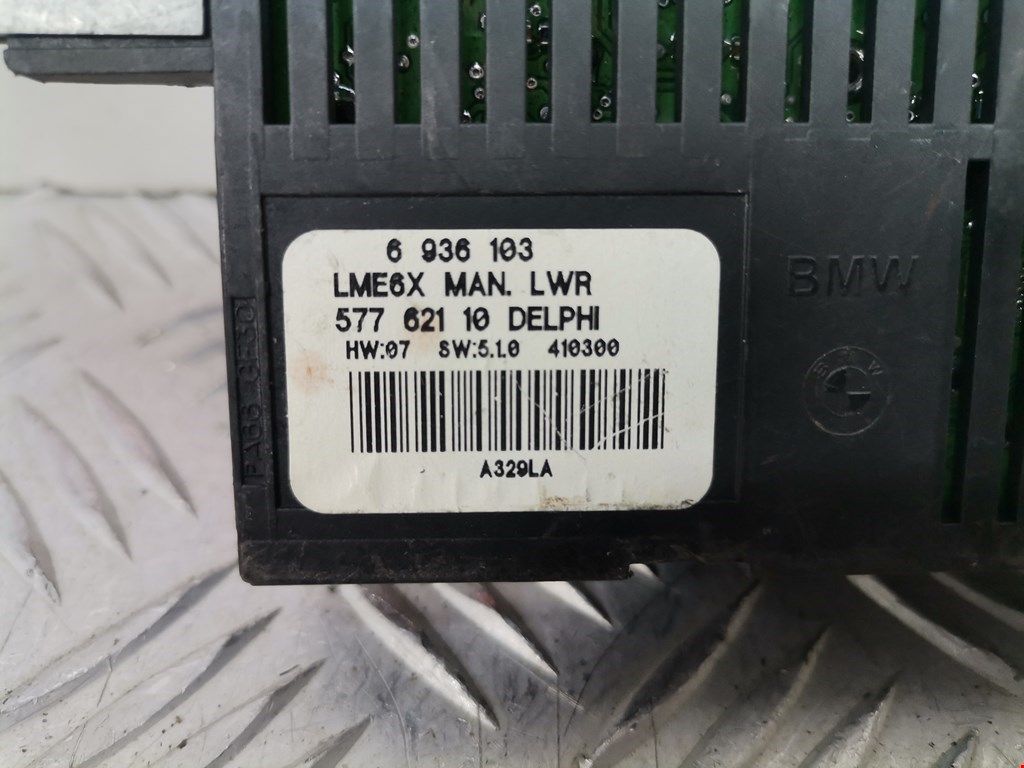 6 936 103
LME6X MAN. LWR
577 621 10 DELPHI
HW:07 SW:5.1.0 410300
A329LA
BMW
BMW